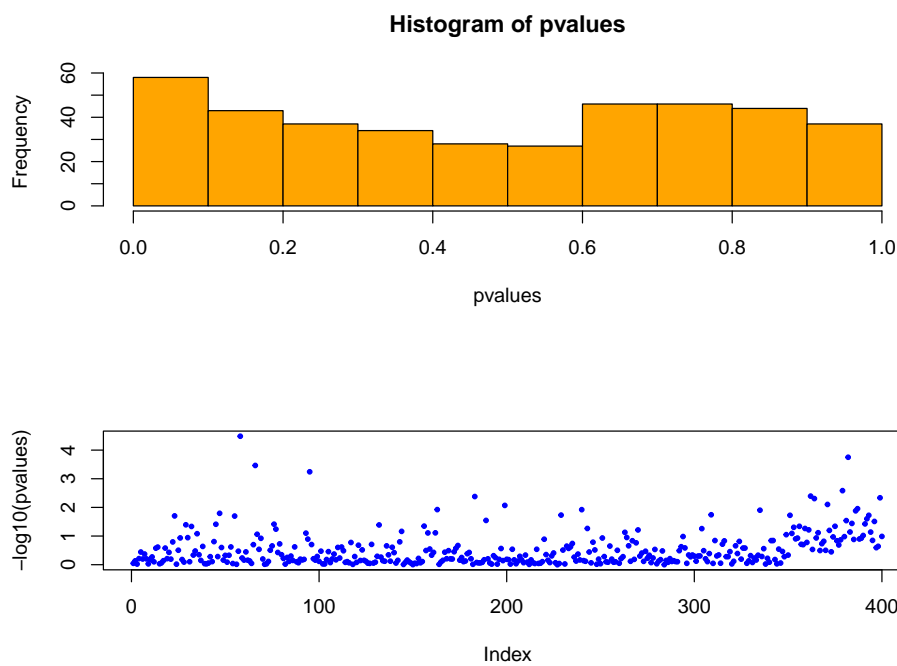 Histogram of pvalues
Frequency
0 20 40 60
0.0 0.2 0.4 0.6 0.8 1.0
pvalues
−log10(pvalues)
0 1 2 3 4
0 100 200 300 400
Index